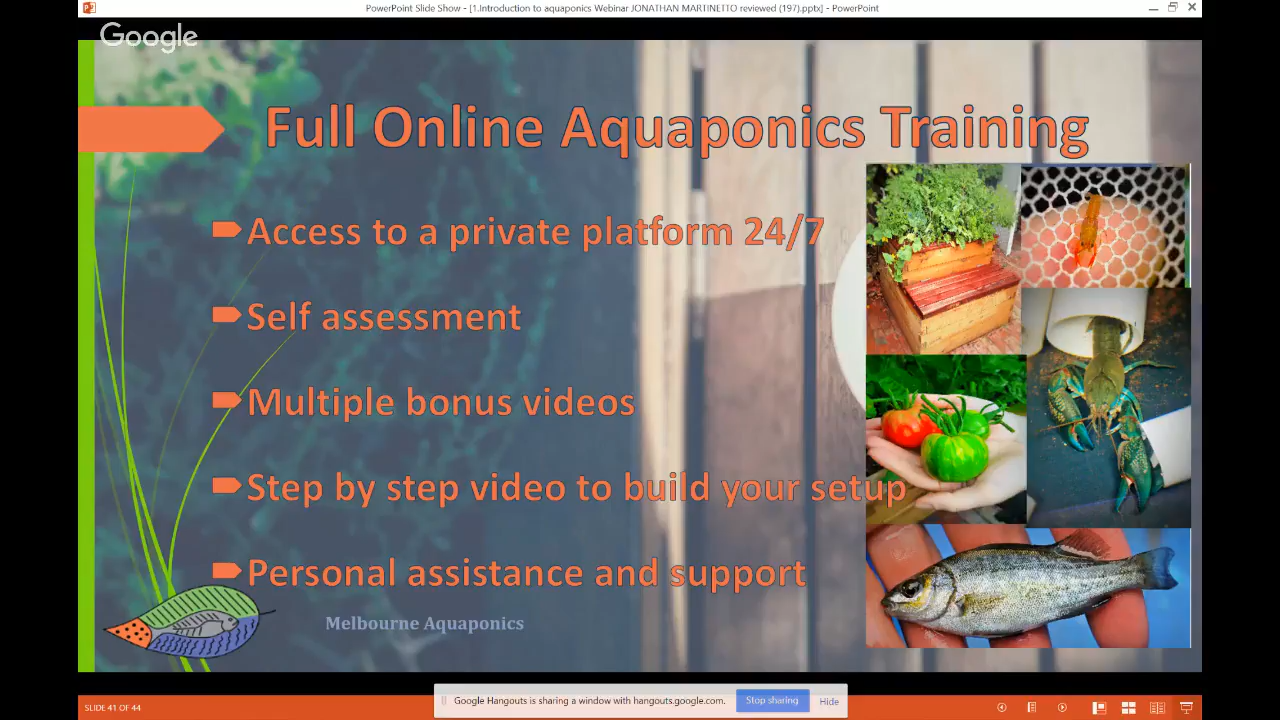 PowerPoint Slide Show - [1.Introduction to aquaponics Webinar JONATHAN MARTINETTO reviewed (197).pptx] - PowerPoint
Google
Full Online Aquaponics Training
Access to a private platform 24/7
Self assessment
Multiple bonus videos
Step by step video to build your setup
Personal assistance and support
Melbourne Aquaponics
Google Hangouts is sharing a window with hangouts.google.com.
Stop sharing
Hide
SLIDE 41 OF 44